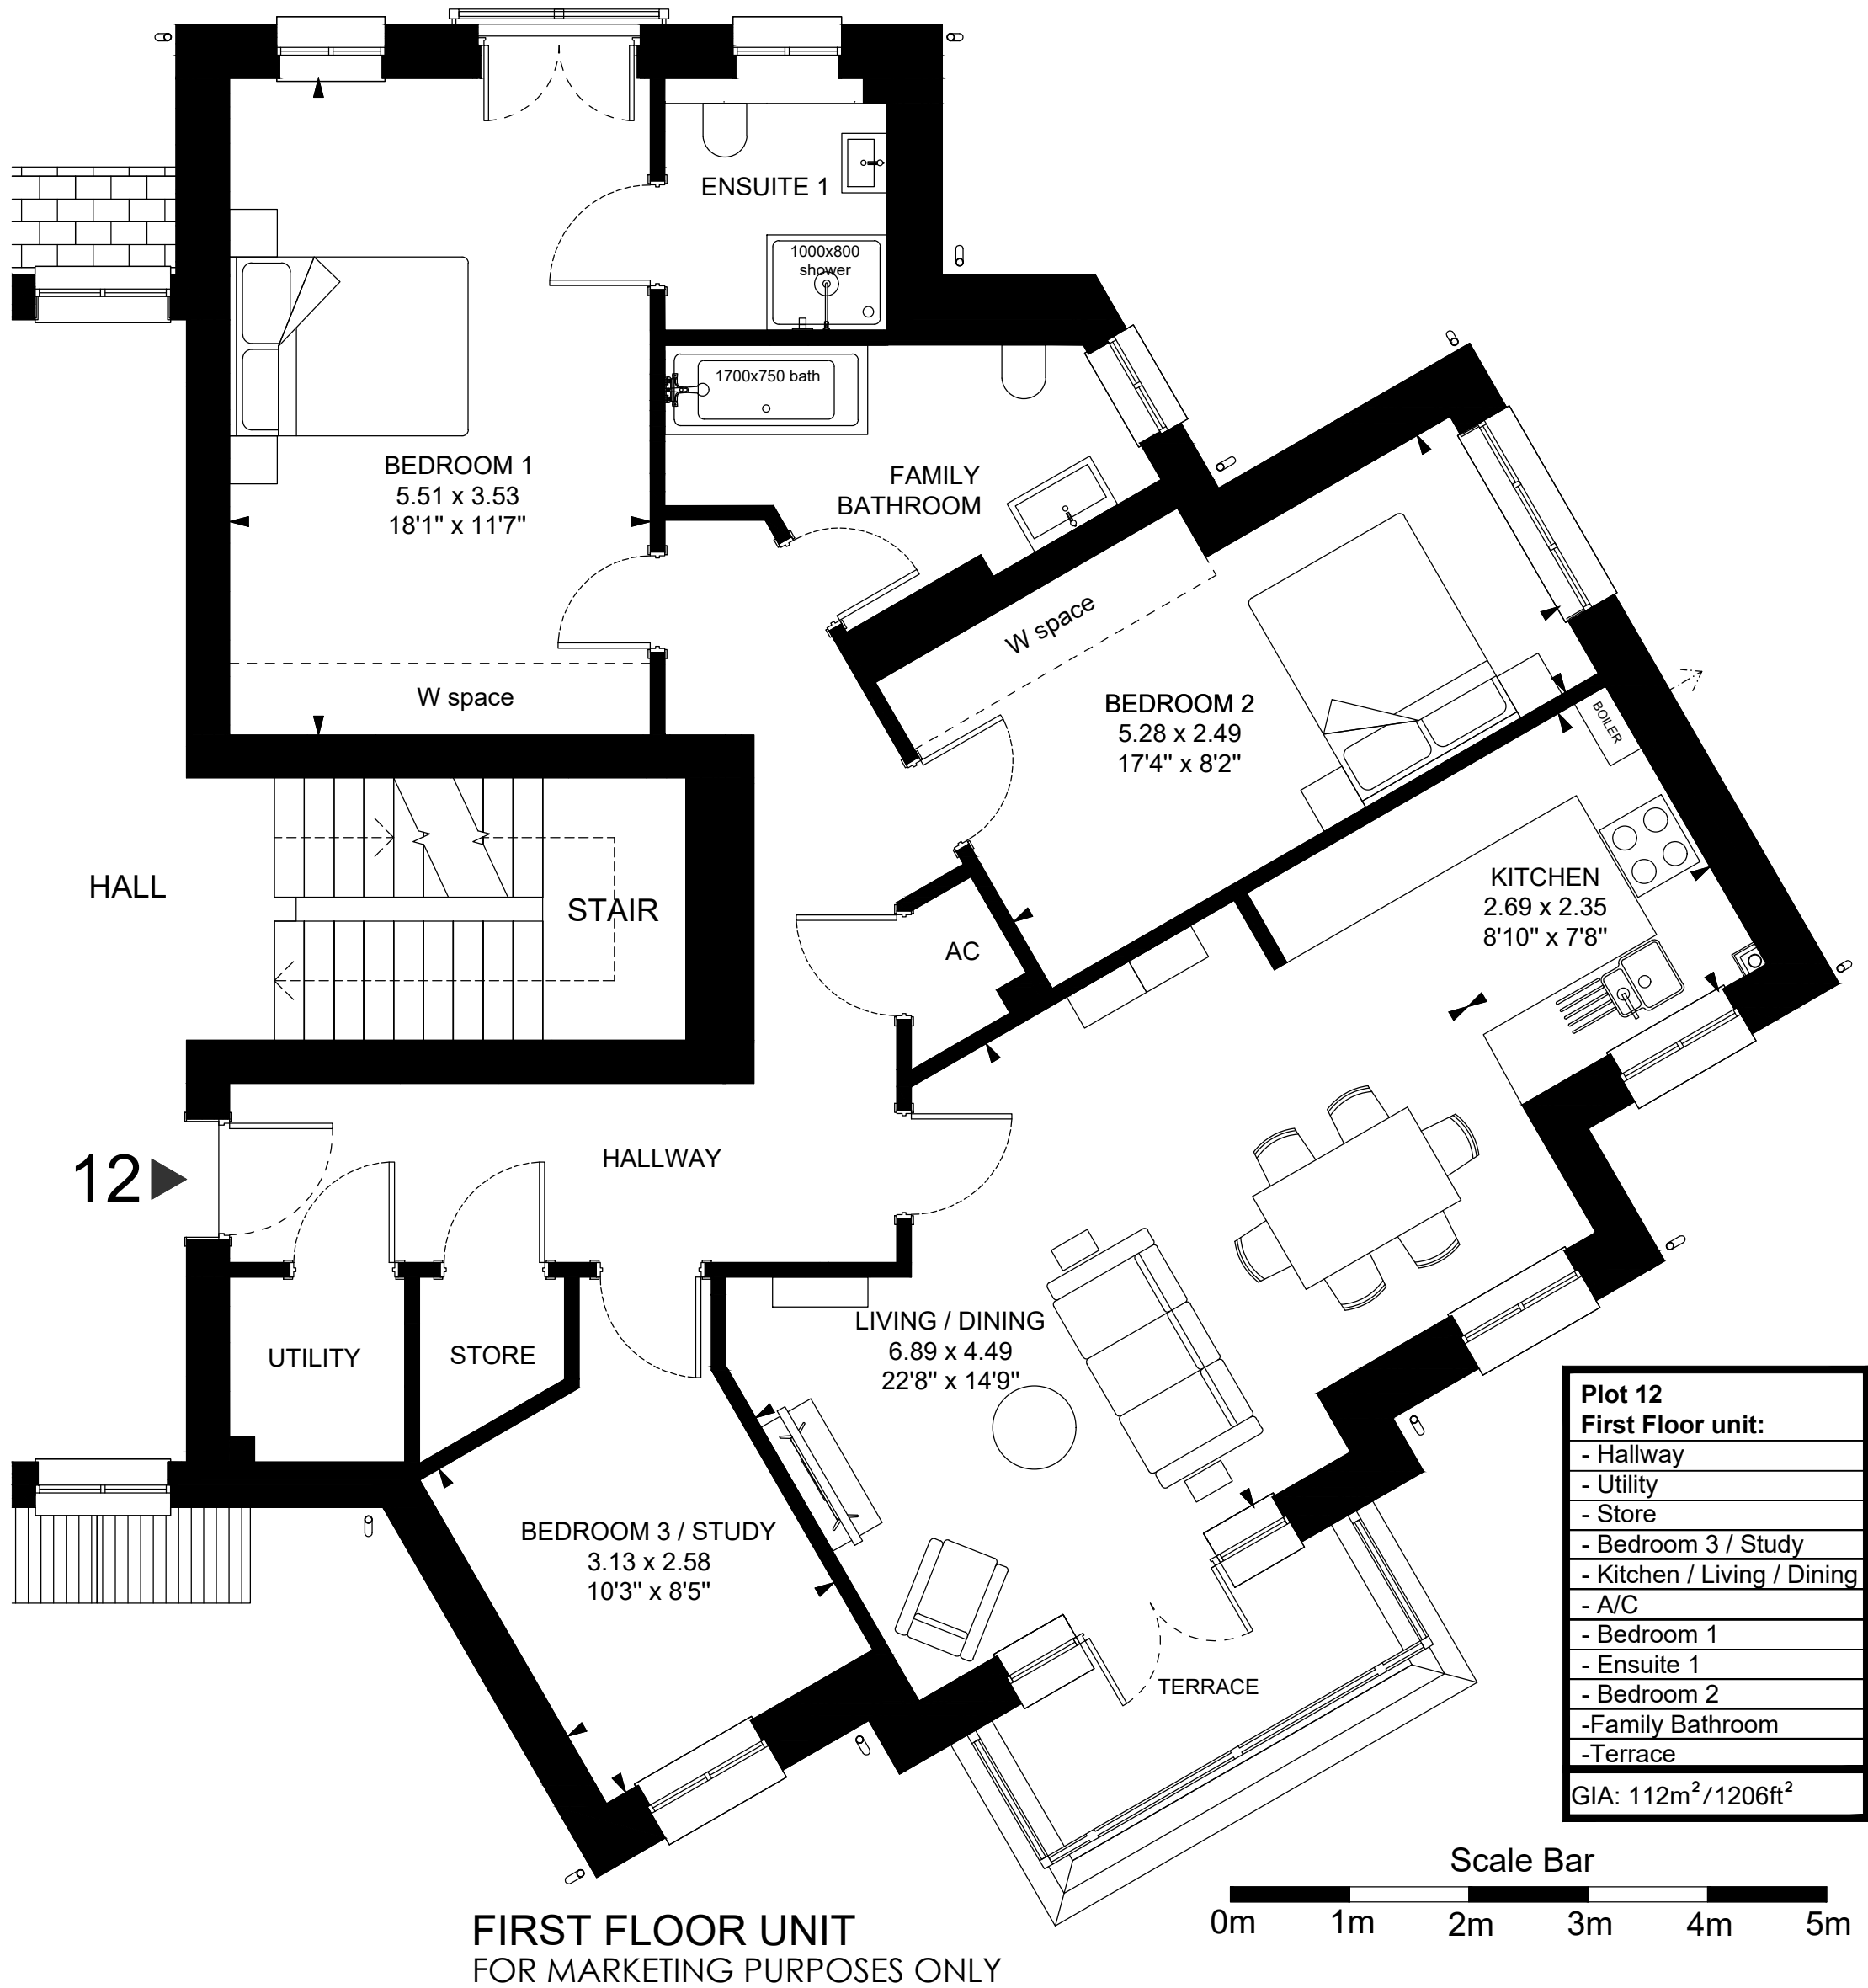 ENSUITE 1
1000x800
shower
1700x750 bath
BEDROOM 1
5.51 x 3.53
18'1" x 11'7"
FAMILY
BATHROOM
W space
W space
BEDROOM 2
5.28 x 2.49
17'4" x 8'2"
BOILER
HALL
STAIR
KITCHEN
2.69 x 2.35
8'10" x 7'8"
AC
12
HALLWAY
LIVING / DINING
6.89 x 4.49
22'8" x 14'9"
UTILITY
STORE
BEDROOM 3 / STUDY
3.13 x 2.58
10'3" x 8'5"
TERRACE
Plot 12
First Floor unit:
- Hallway
- Utility
- Store
- Bedroom 3 / Study
- Kitchen / Living / Dining
- A/C
- Bedroom 1
- Ensuite 1
- Bedroom 2
-Family Bathroom
-Terrace
GIA: 112m²/1206ft²
Scale Bar
0m 1m 2m 3m 4m 5m
FIRST FLOOR UNIT
FOR MARKETING PURPOSES ONLY